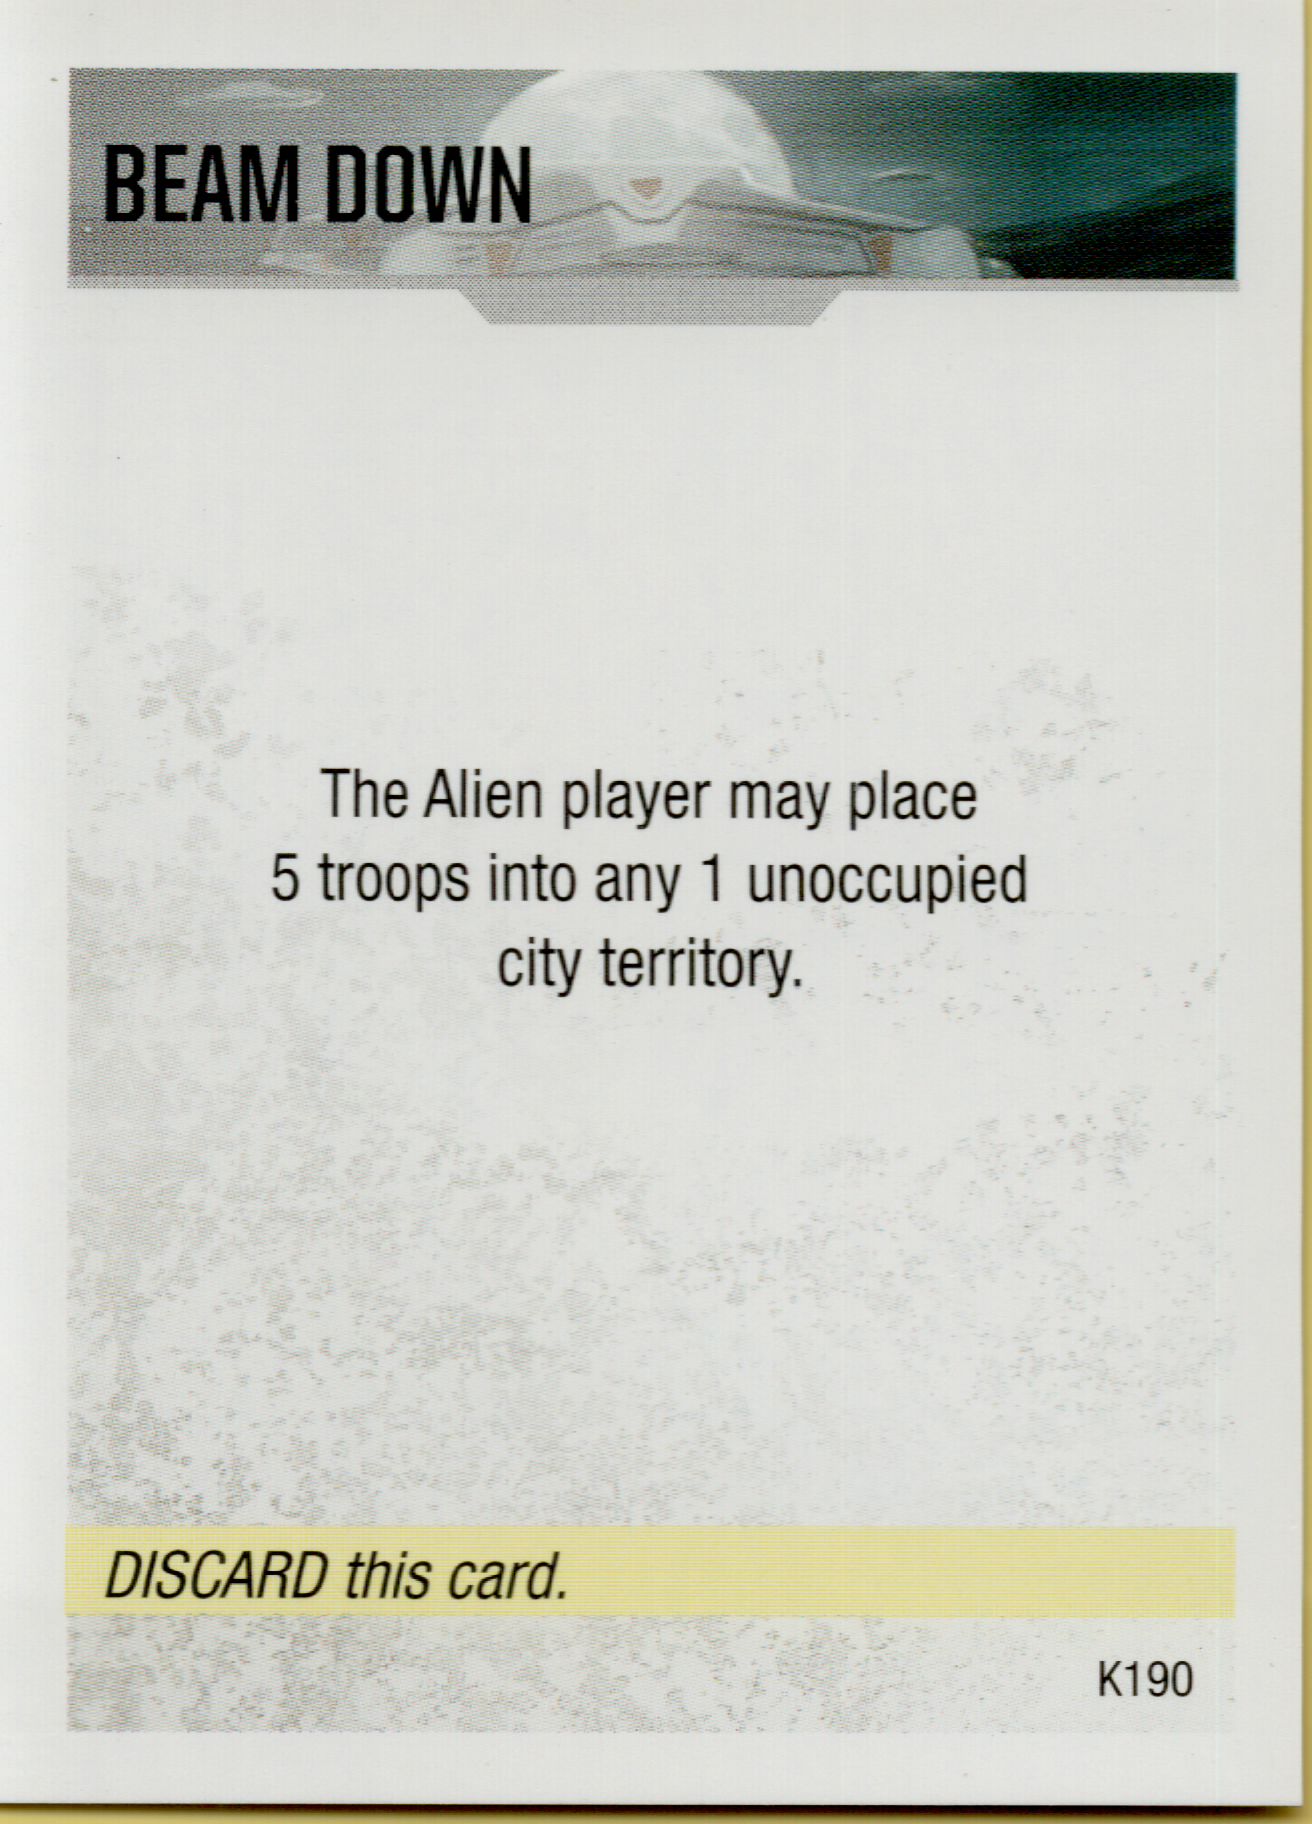 BEAM DOWN
The Alien player may place
5 troops into any 1 unoccupied
city territory.
DISCARD this card.
K190